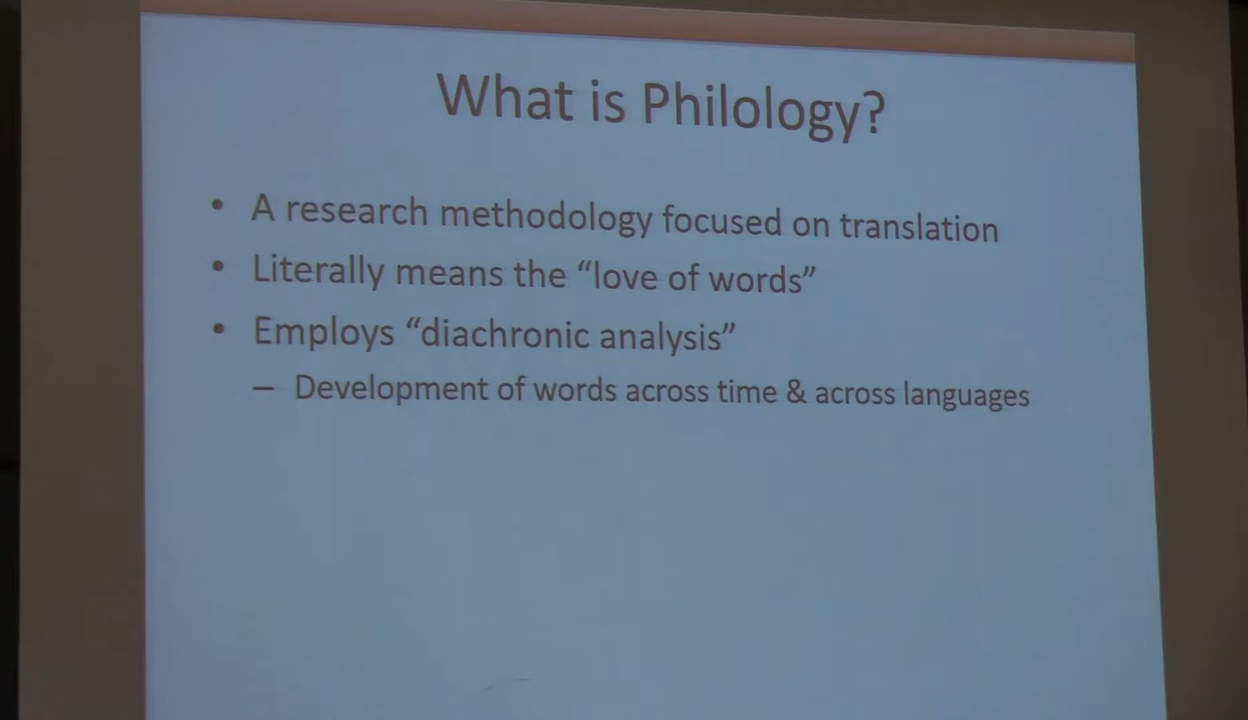 What is Philology?
• A research methodology focused on translation
• Literally means the “love of words”
• Employs “diachronic analysis”
– Development of words across time & across languages